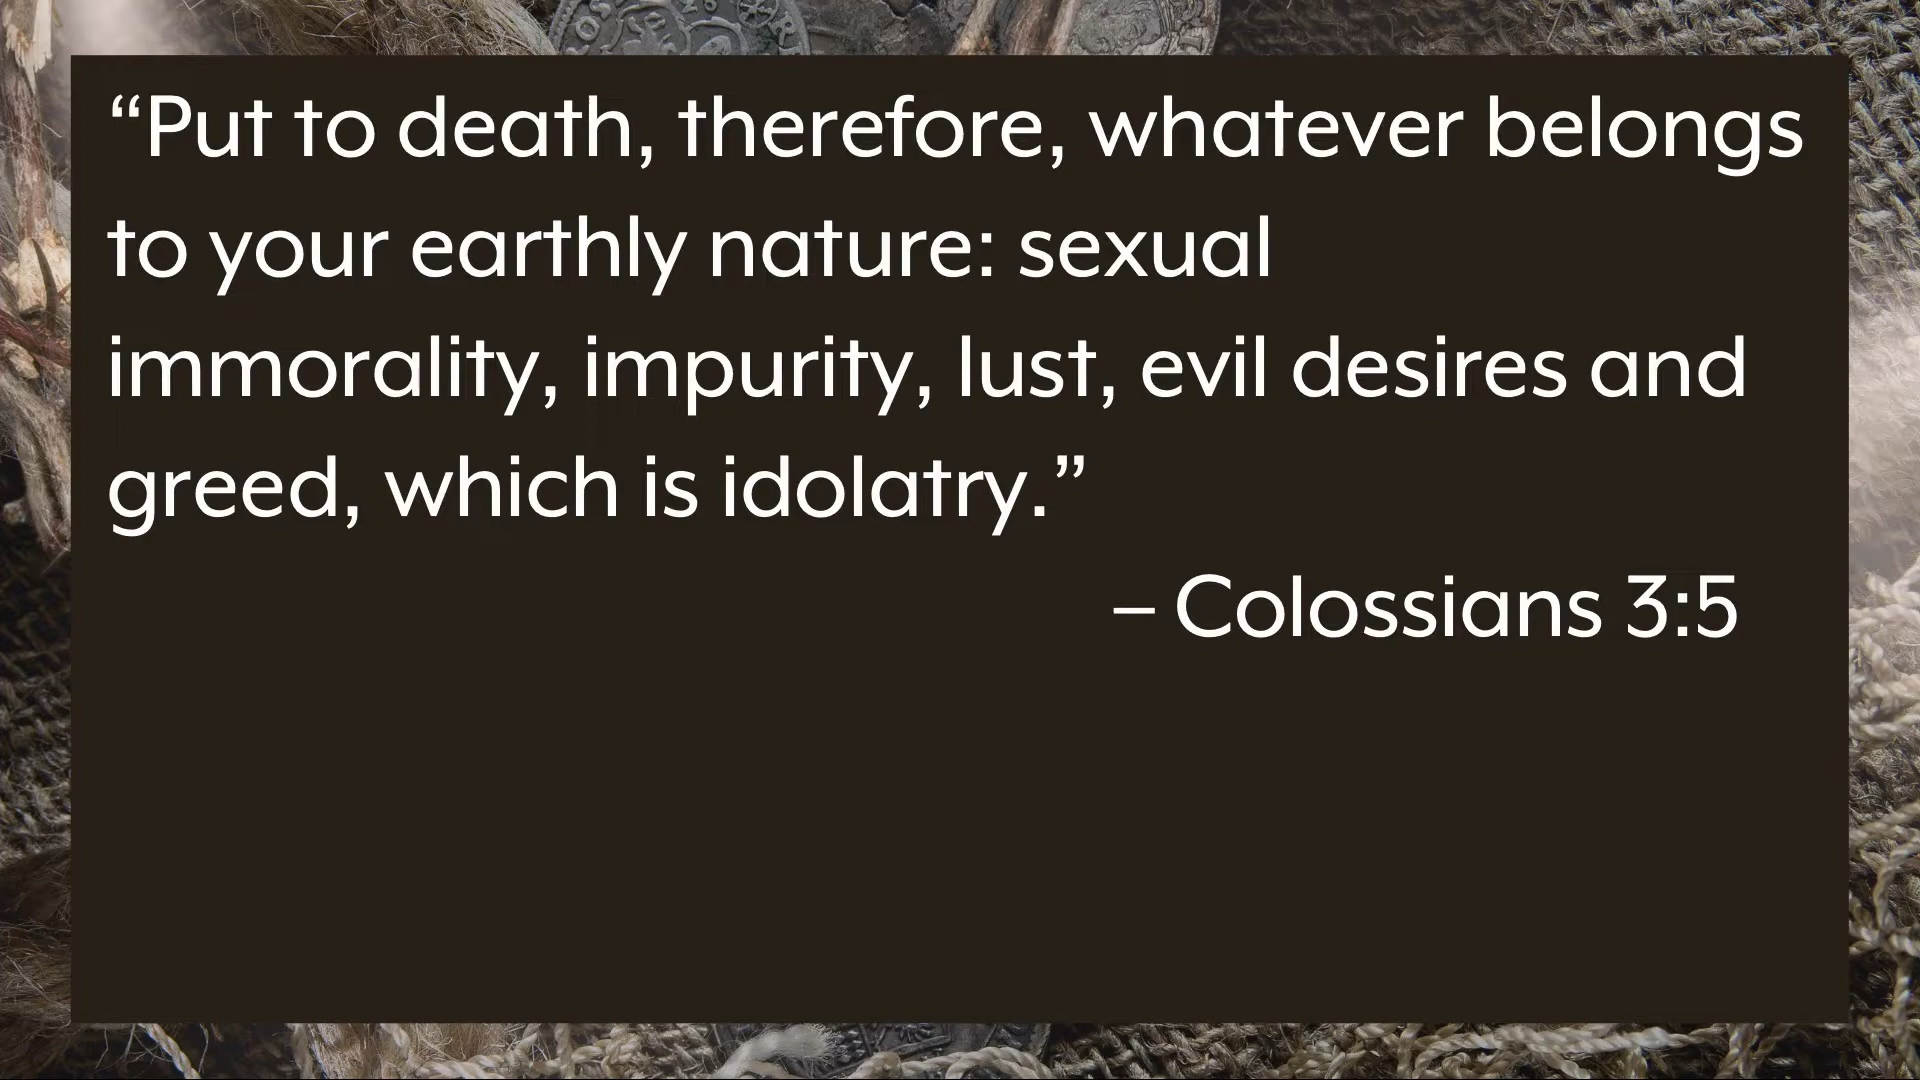 “Put to death, therefore, whatever belongs
to your earthly nature: sexual
immorality, impurity, lust, evil desires and
greed, which is idolatry.”
– Colossians 3:5